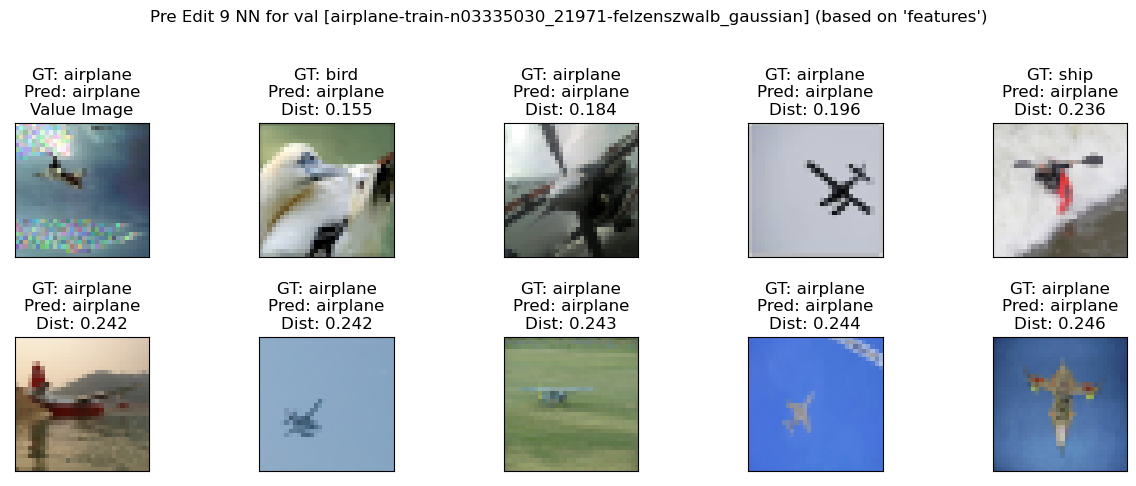 Pre Edit 9 NN for val [airplane-train-n03335030_21971-felzenszwalb_gaussian] (based on 'features')
GT: airplane
Pred: airplane
Value Image
GT: bird
Pred: airplane
Dist: 0.155
GT: airplane
Pred: airplane
Dist: 0.184
GT: airplane
Pred: airplane
Dist: 0.196
GT: ship
Pred: airplane
Dist: 0.236
GT: airplane
Pred: airplane
Dist: 0.242
GT: airplane
Pred: airplane
Dist: 0.242
GT: airplane
Pred: airplane
Dist: 0.243
GT: airplane
Pred: airplane
Dist: 0.244
GT: airplane
Pred: airplane
Dist: 0.246